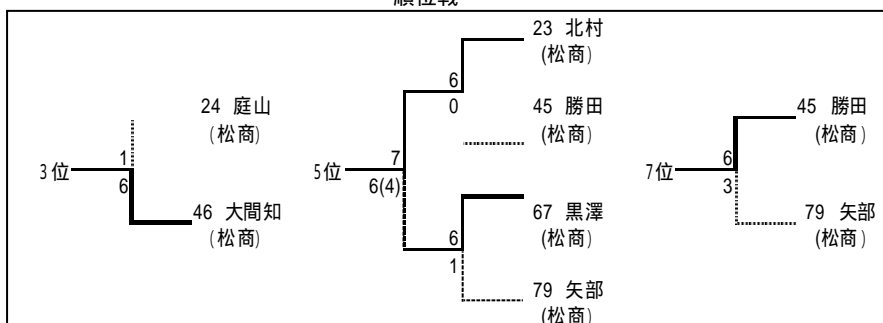 順位戦
24 庭山
(松商)
1
3位
6
46 大間知
(松商)
23 北村
(松商)
6
0
45 勝田
(松商)
7
5位
6(4)
67 黒澤
(松商)
6
1
79 矢部
(松商)
45 勝田
(松商)
6
7位
3
79 矢部
(松商)